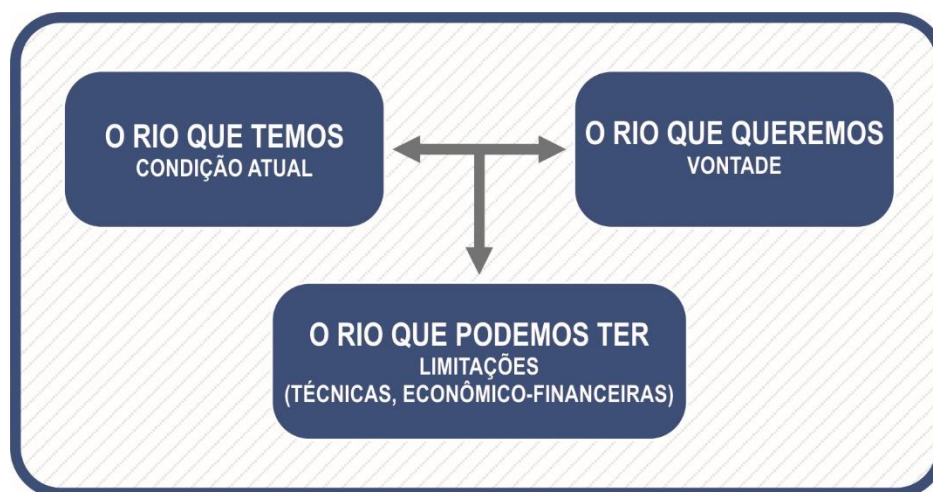 O RIO QUE TEMOS
CONDIÇÃO ATUAL
O RIO QUE QUEREMOS
VONTADE
O RIO QUE PODEMOS TER
LIMITAÇÕES
(TÉCNICAS, ECONÔMICO-FINANCEIRAS)